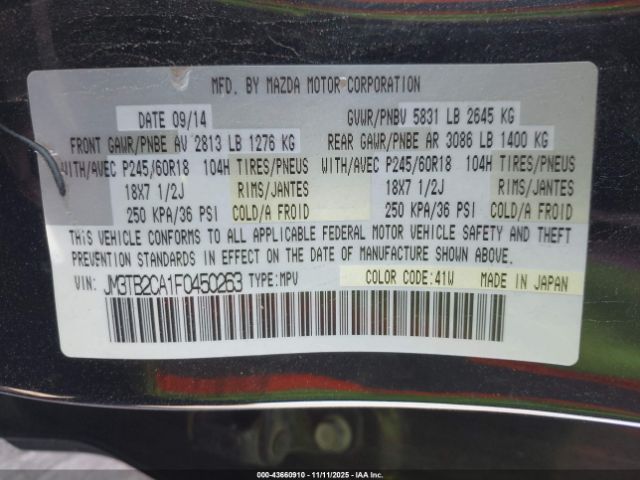 MFD. BY MAZDA MOTOR CORPORATION
DATE 09/14 GVWR/PNBV 5831 LB 2645 KG
FRONT GAWR/PNBE AV 2813 LB 1276 KG REAR GAWR/PNBE AR 3086 LB 1400 KG
WITH/AVEC P245/60R18 104H TIRES/PNEUS WITH/AVEC P245/60R18 104H TIRES/PNEUS
18X7 1/2J RIMS/JANTES 18X7 1/2J RIMS/JANTES
250 KPA/36 PSI COLD/A FROID 250 KPA/36 PSI COLD/A FROID
THIS VEHICLE CONFORMS TO ALL APPLICABLE FEDERAL MOTOR VEHICLE SAFETY AND THEFT
PREVENTION STANDARDS IN EFFECT ON THE DATE OF MANUFACTURE SHOWN ABOVE.
VIN: JM3TB2CA1F0450263 TYPE:MPV COLOR CODE:41W MADE IN JAPAN
000-43660910 - 11/11/2025 - IAAI.COM